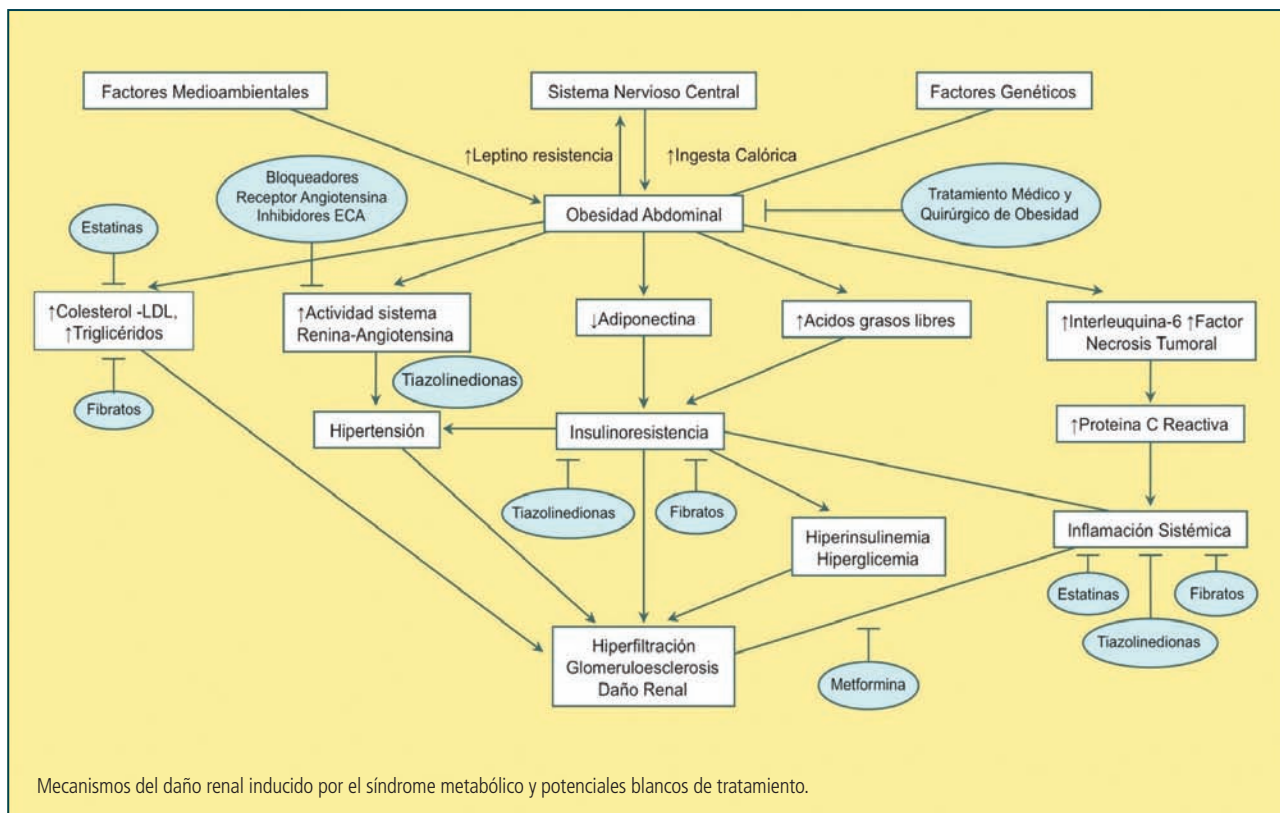 Factores Medioambientales
Sistema Nervioso Central
Factores Genéticos
↑Leptino resistencia
↑Ingesta Calórica
Bloqueadores
Receptor Angiotensina
Inhibidores ECA
Tratamiento Médico y
Quirúrgico de Obesidad
Obesidad Abdominal
Estatinas
↑Colesterol -LDL,
↑Triglicéridos
↑Actividad sistema
Renina-Angiotensina
↓Adiponectina
↑Acidos grasos libres
↑Interleuquina-6 ↑Factor
Necrosis Tumoral
Tiazolinedionas
Fibratos
Hipertensión
Insulinoresistencia
↑Proteina C Reactiva
Tiazolinedionas
Fibratos
Hiperinsulinemia
Hiperglicemia
Inflamación Sistémica
Estatinas
Fibratos
Tiazolinedionas
Hiperfiltración
Glomeruloesclerosis
Daño Renal
Metformina
Mecanismos del daño renal inducido por el síndrome metabólico y potenciales blancos de tratamiento.